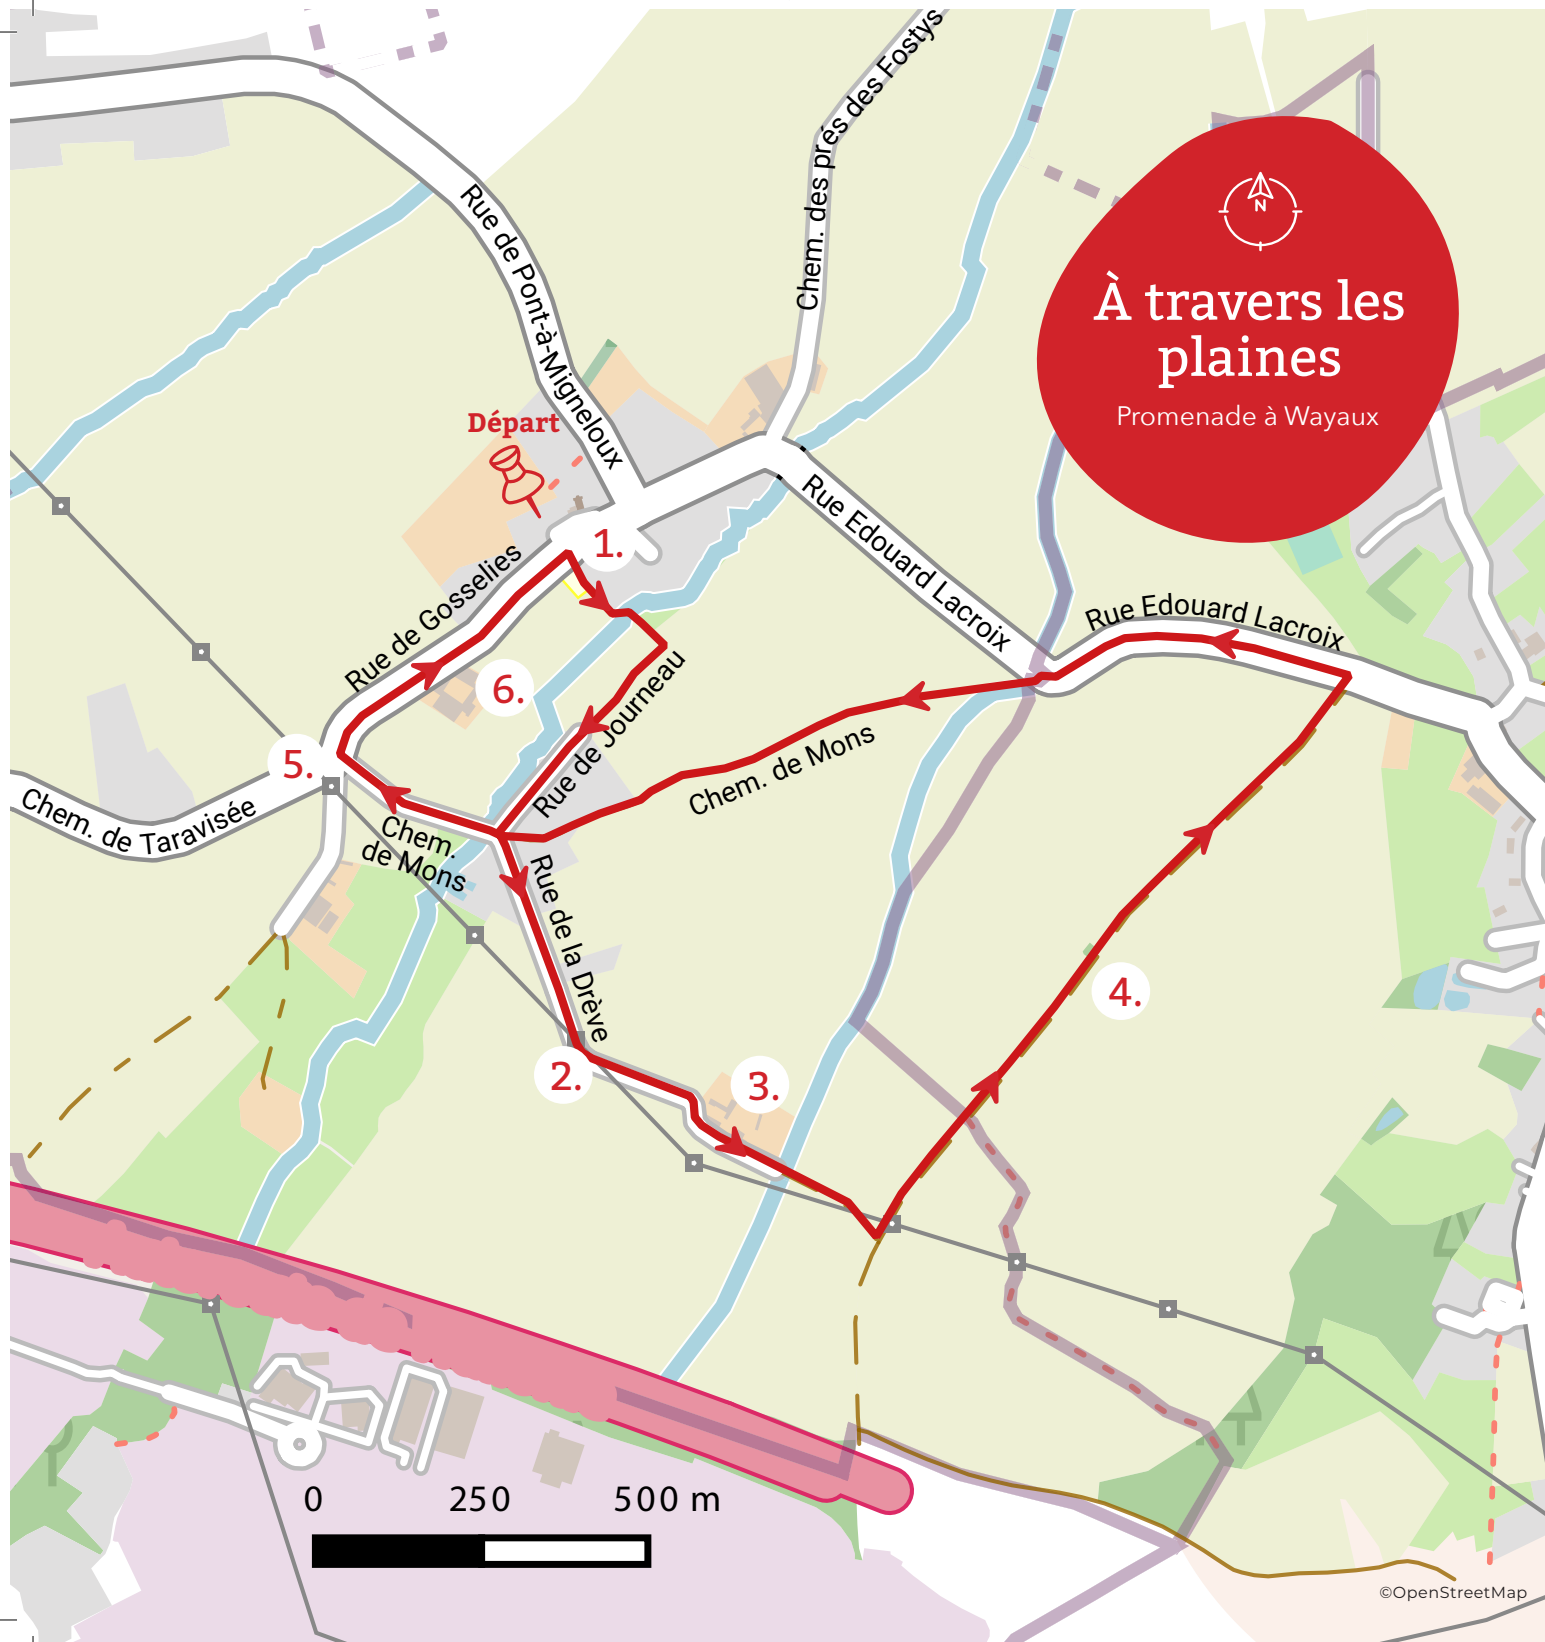 Chem. des prés des Fostys
Rue de Pont-à-Migneloux
N
À travers les
plaines
Promenade à Wayaux
Départ
1.
Rue Edouard Lacroix
Rue de Gosselies
Rue Edouard Lacroix
6.
Rue de Journeau
5.
Chem. de Mons
Chem. de Taravisée
Chem.
de Mons
Rue de la Drève
4.
2.
3.
0 250 500 m
©OpenStreetMap